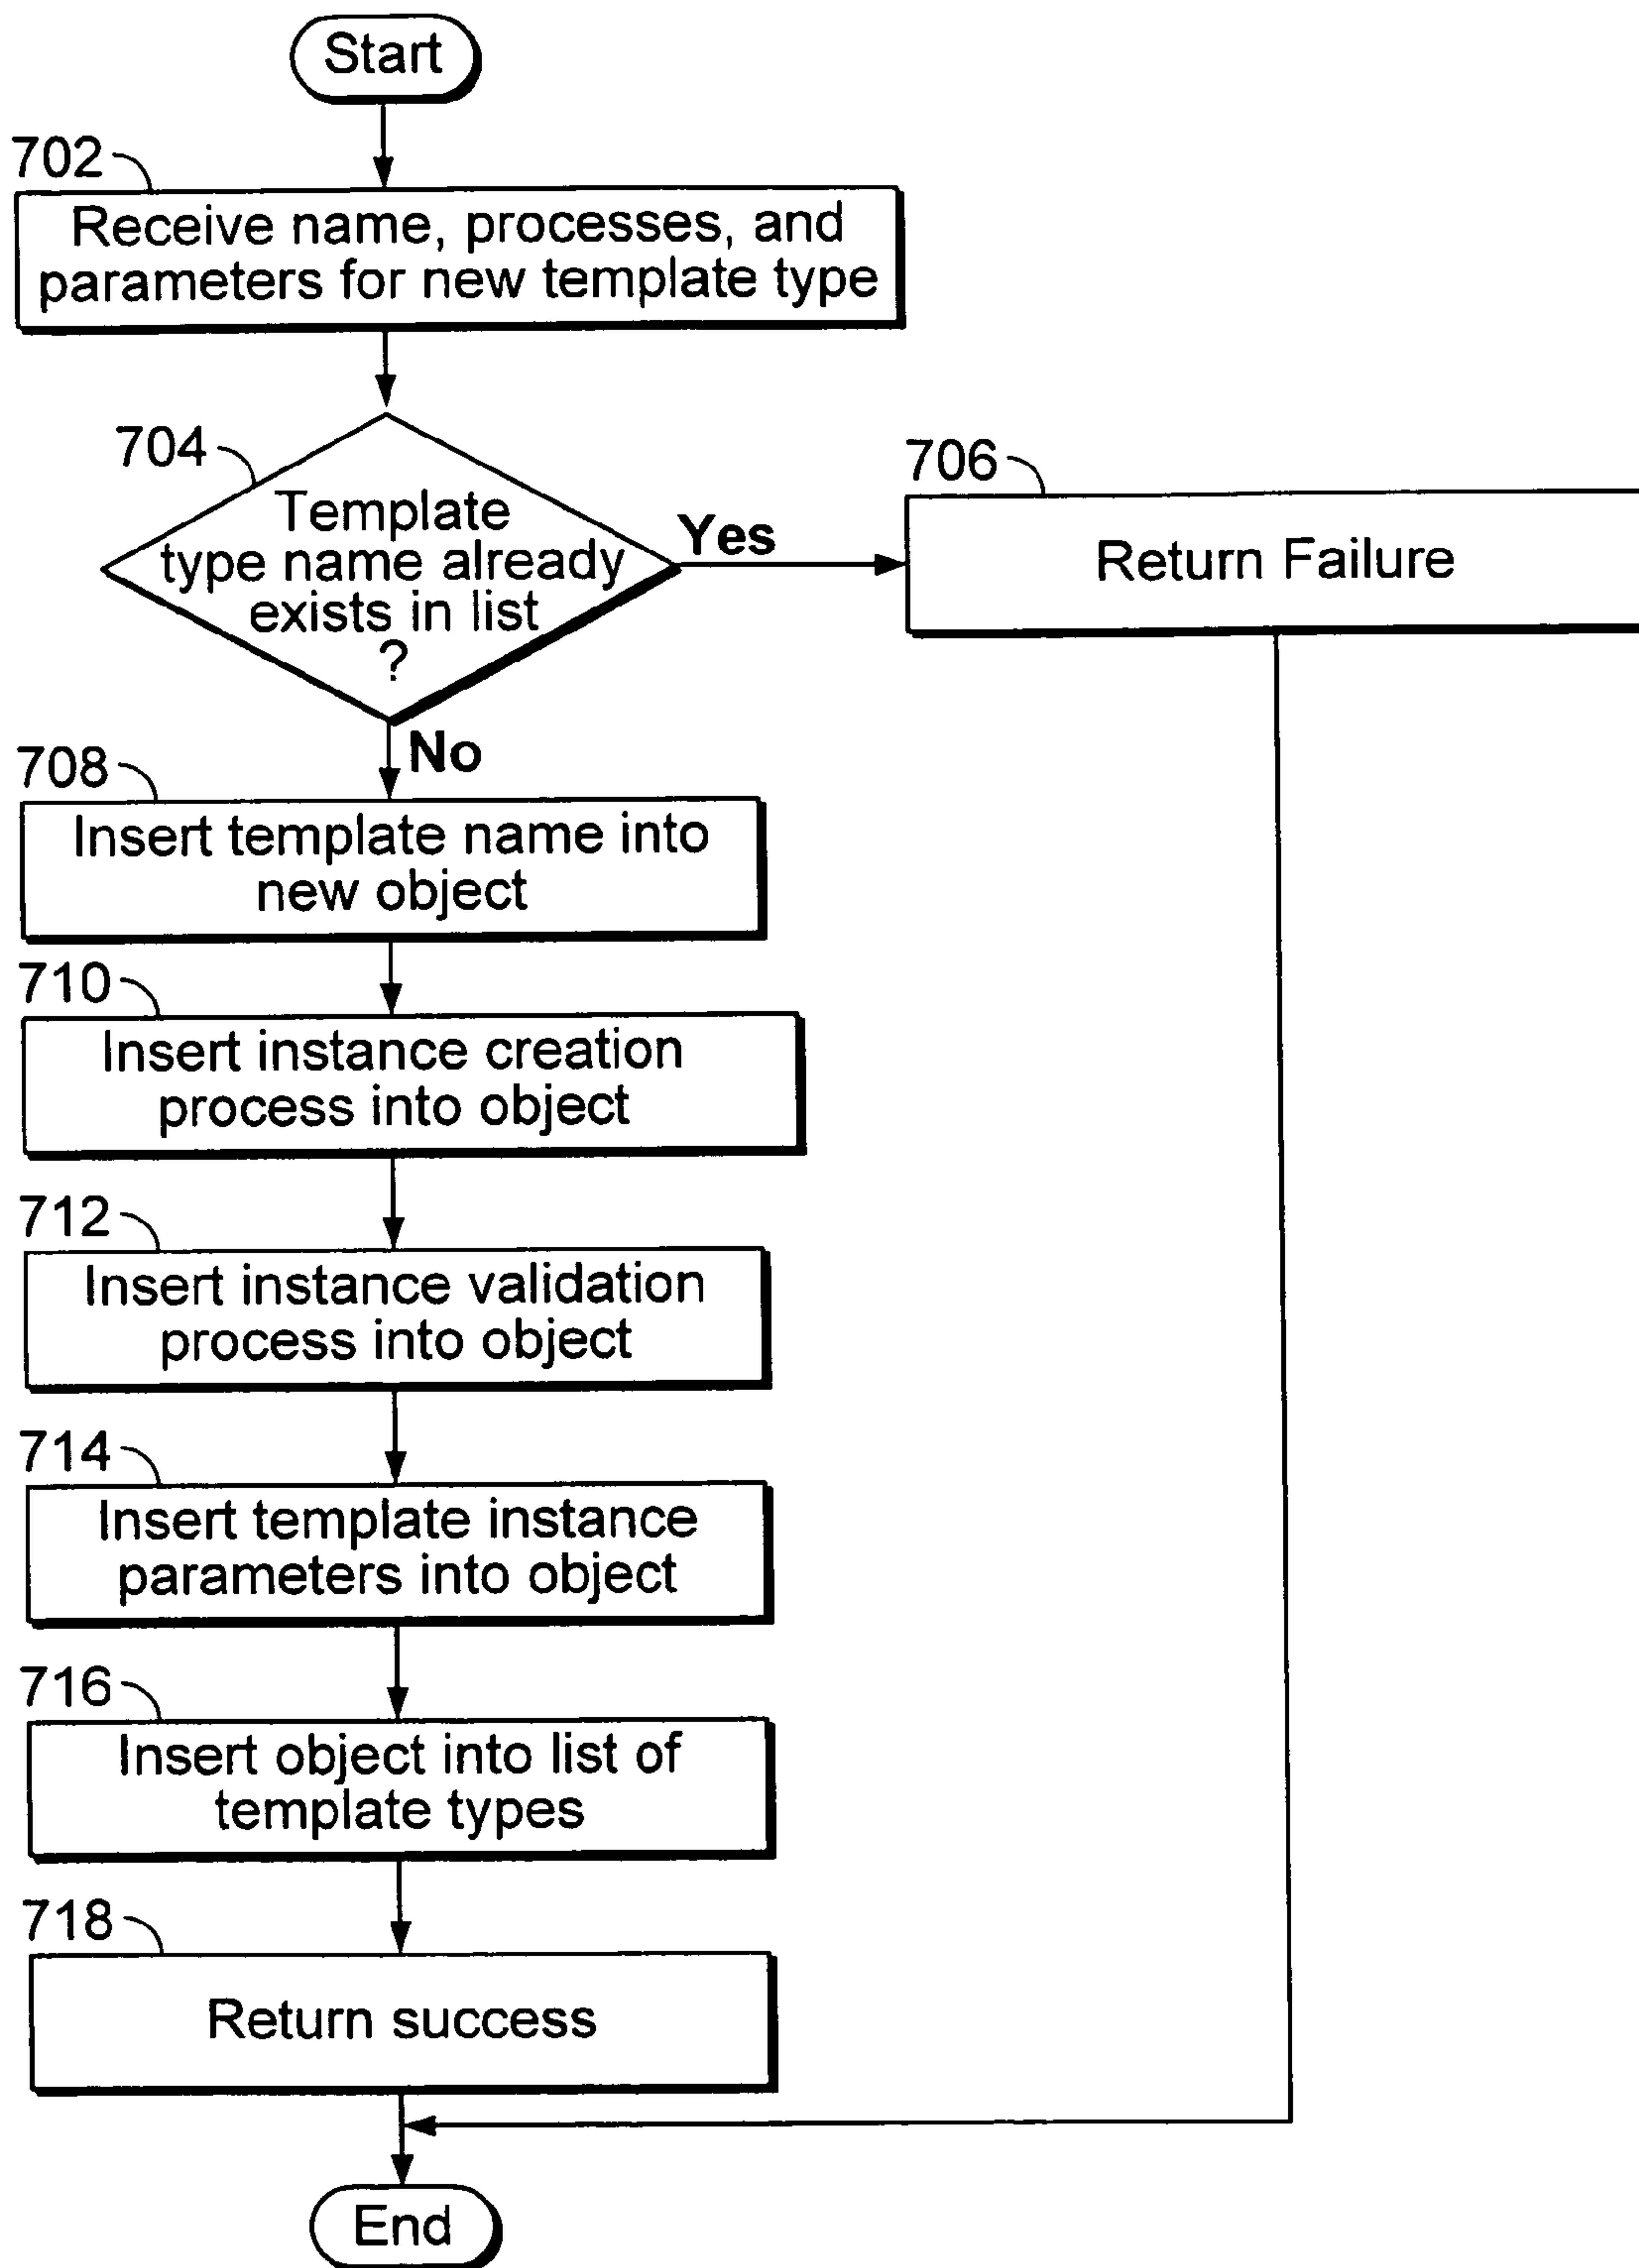 Start
702
Receive name, processes, and
parameters for new template type
704
Template
type name already
exists in list
?
Yes
706
Return Failure
No
708
Insert template name into
new object
710
Insert instance creation
process into object
712
Insert instance validation
process into object
714
Insert template instance
parameters into object
716
Insert object into list of
template types
718
Return success
End